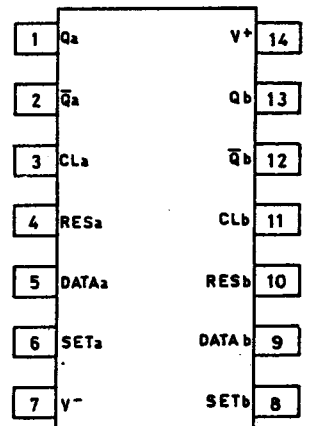 1 Qa V+ 14
2 Q̅a Qb 13
3 CLa Q̅b 12
4 RESa CLb 11
5 DATAa RESb 10
6 SETa DATAb 9
7 V- SETb 8